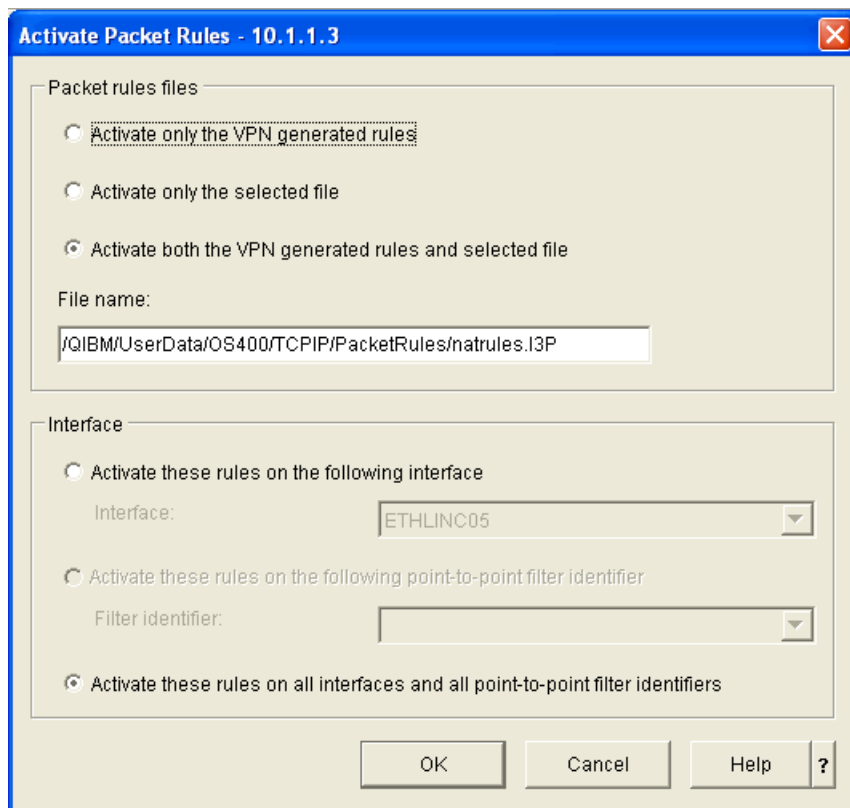 Activate Packet Rules - 10.1.1.3
Packet rules files
Activate only the VPN generated rules
Activate only the selected file
Activate both the VPN generated rules and selected file
File name:
/QIBM/UserData/OS400/TCPIP/PacketRules/natrules.I3P
Interface
Activate these rules on the following interface
Interface:
ETHLINC05
Activate these rules on the following point-to-point filter identifier
Filter identifier:
Activate these rules on all interfaces and all point-to-point filter identifiers
OK
Cancel
Help
?